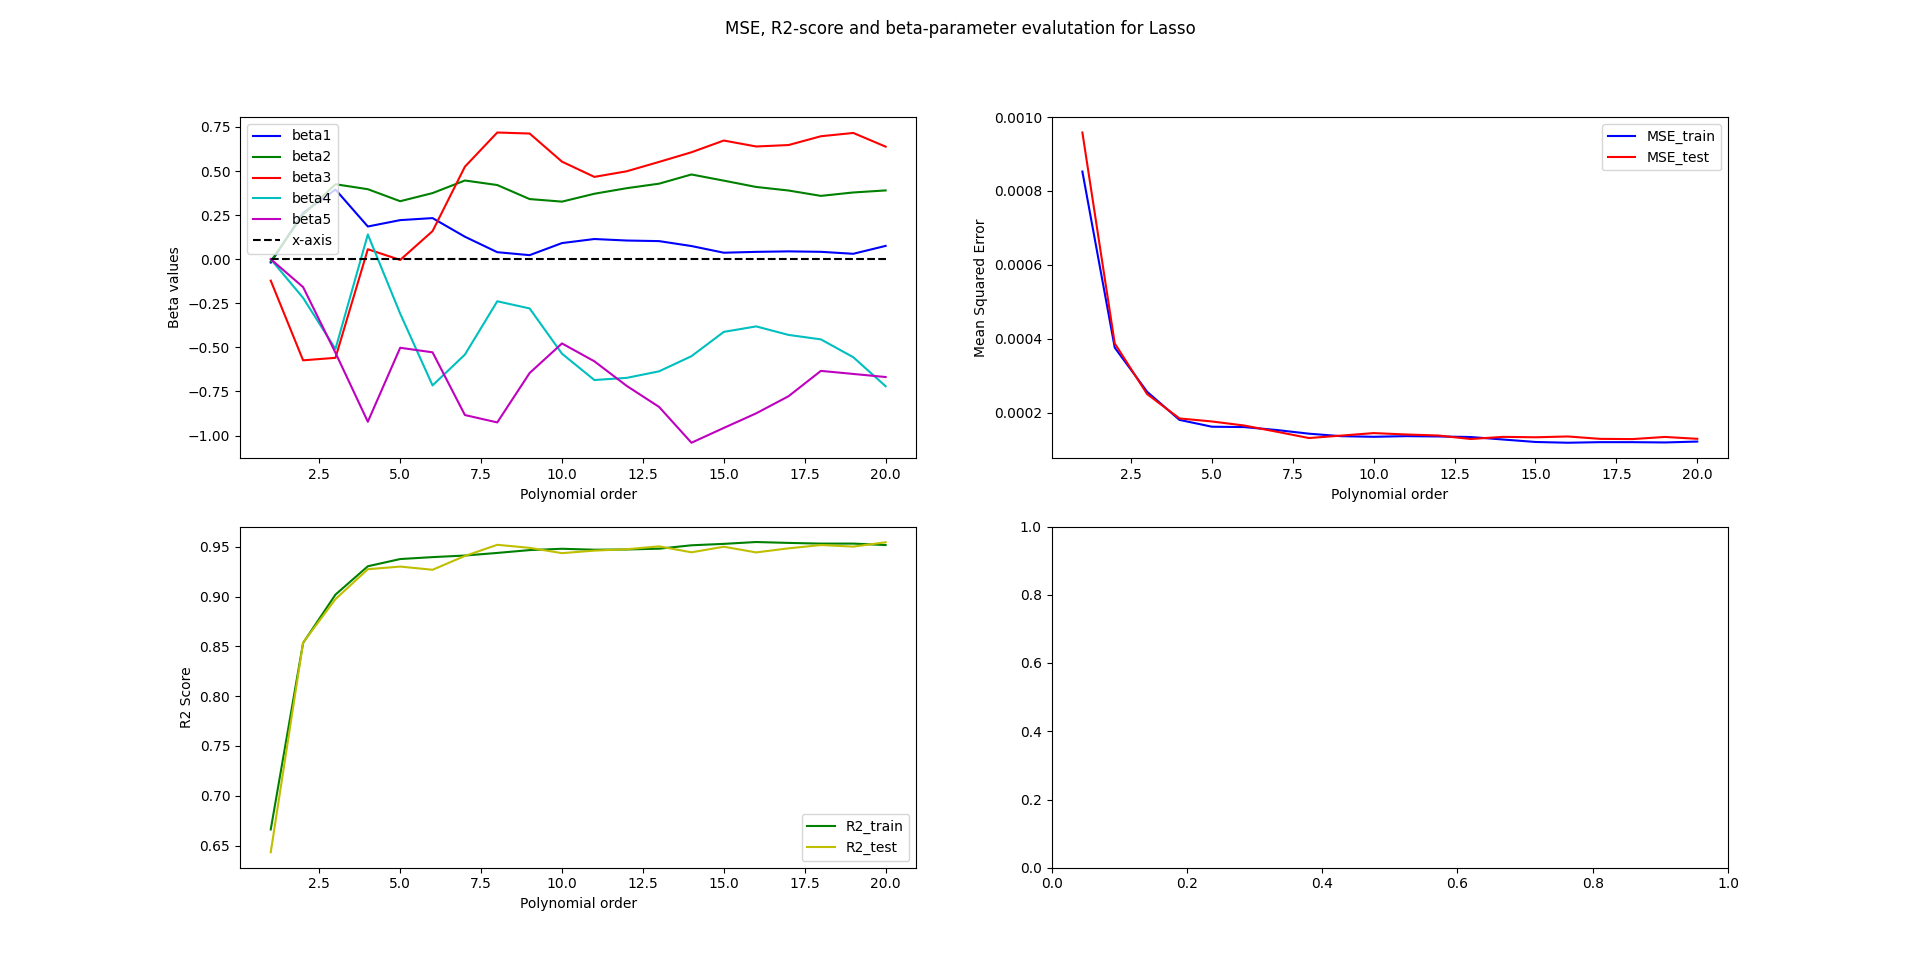 MSE, R2-score and beta-parameter evalutation for Lasso
Beta values
0.75
0.50
0.25
0.00
−0.25
−0.50
−0.75
−1.00
beta1
beta2
beta3
beta4
beta5
x-axis
2.5 5.0 7.5 10.0 12.5 15.0 17.5 20.0
Polynomial order
Mean Squared Error
0.0010
0.0008
0.0006
0.0004
0.0002
MSE_train
MSE_test
2.5 5.0 7.5 10.0 12.5 15.0 17.5 20.0
Polynomial order
R2 Score
0.95
0.90
0.85
0.80
0.75
0.70
0.65
R2_train
R2_test
2.5 5.0 7.5 10.0 12.5 15.0 17.5 20.0
Polynomial order
1.0
0.8
0.6
0.4
0.2
0.0
0.0 0.2 0.4 0.6 0.8 1.0